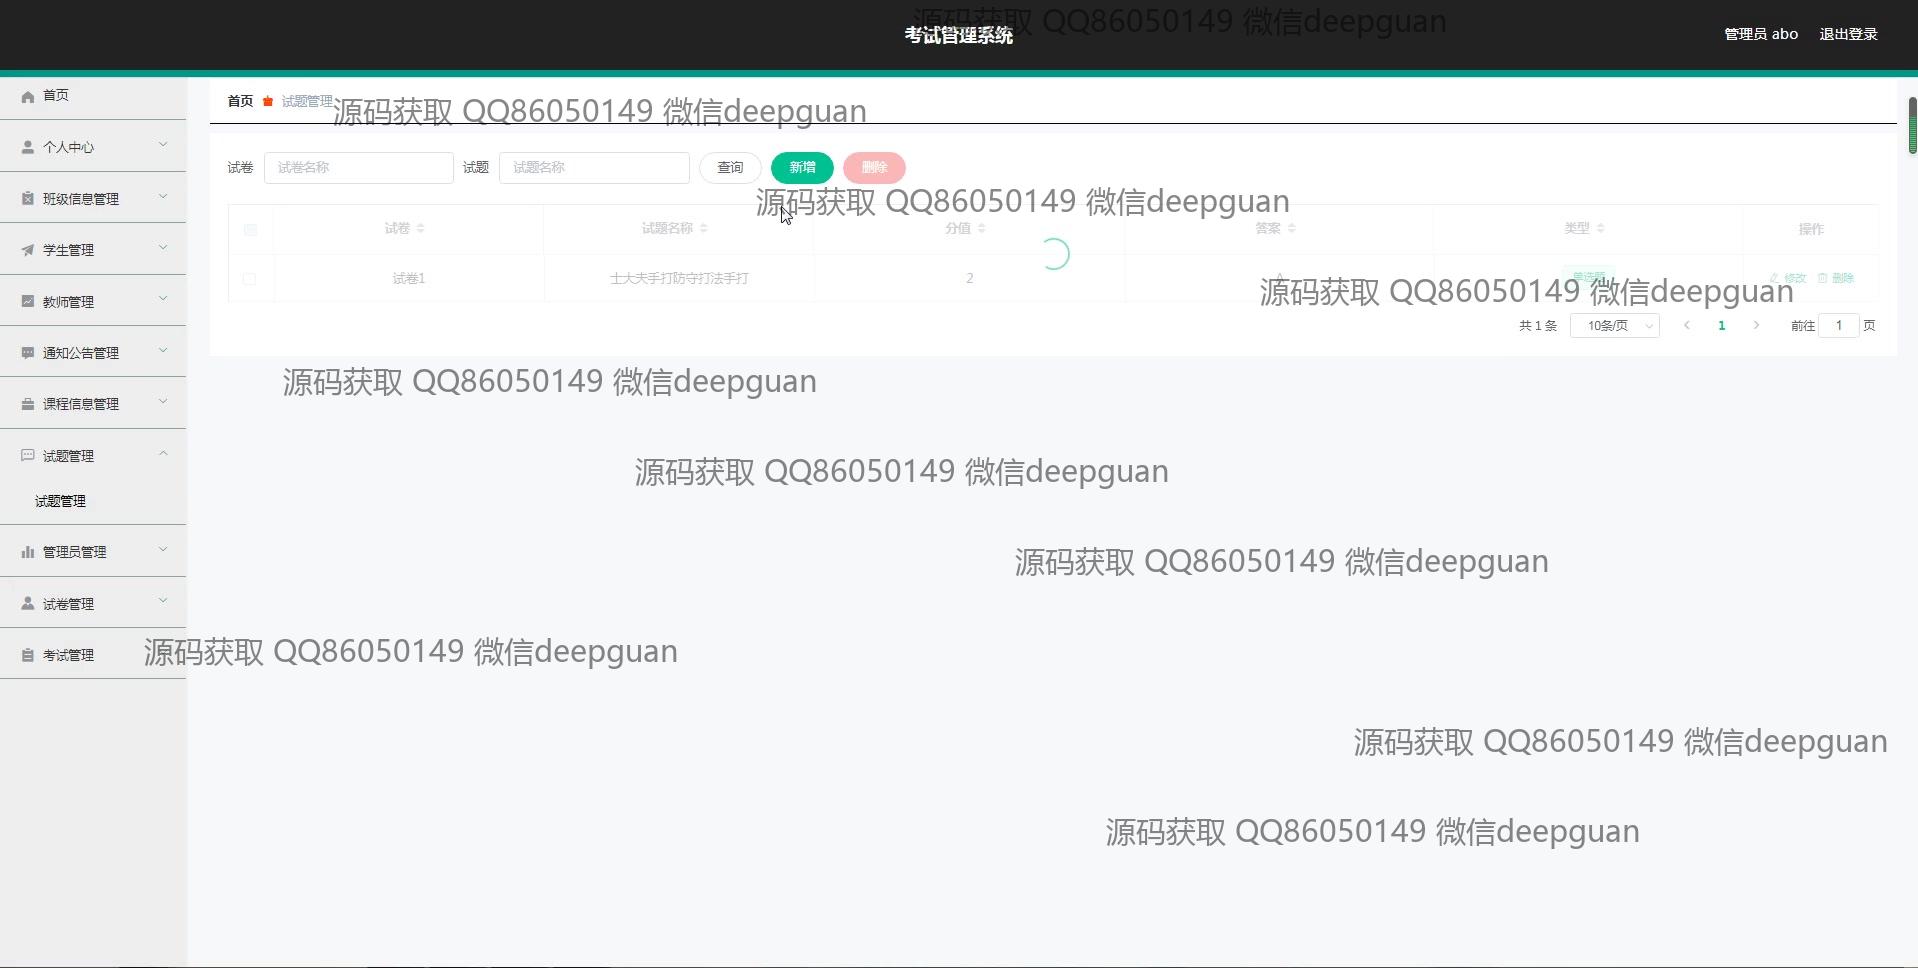 源码获取 QQ86050149 微信deepguan
考试管理系统
管理员 abo 退出登录
首页
首页 试题管理
源码获取 QQ86050149 微信deepguan
个人中心
试卷 试卷名称 试题 试题名称 查询 新增 删除
班级信息管理
源码获取 QQ86050149 微信deepguan
试卷 试题名称 分值 答案 类型 操作
学生管理
试卷1 士大夫手打防守打法手打 2 A 单选题 修改 删除
源码获取 QQ86050149 微信deepguan
教师管理
共 1 条 10条/页 1 前往 1 页
通知公告管理
源码获取 QQ86050149 微信deepguan
课程信息管理
试题管理
源码获取 QQ86050149 微信deepguan
试题管理
管理员管理
源码获取 QQ86050149 微信deepguan
试卷管理
考试管理
源码获取 QQ86050149 微信deepguan
源码获取 QQ86050149 微信deepguan
源码获取 QQ86050149 微信deepguan